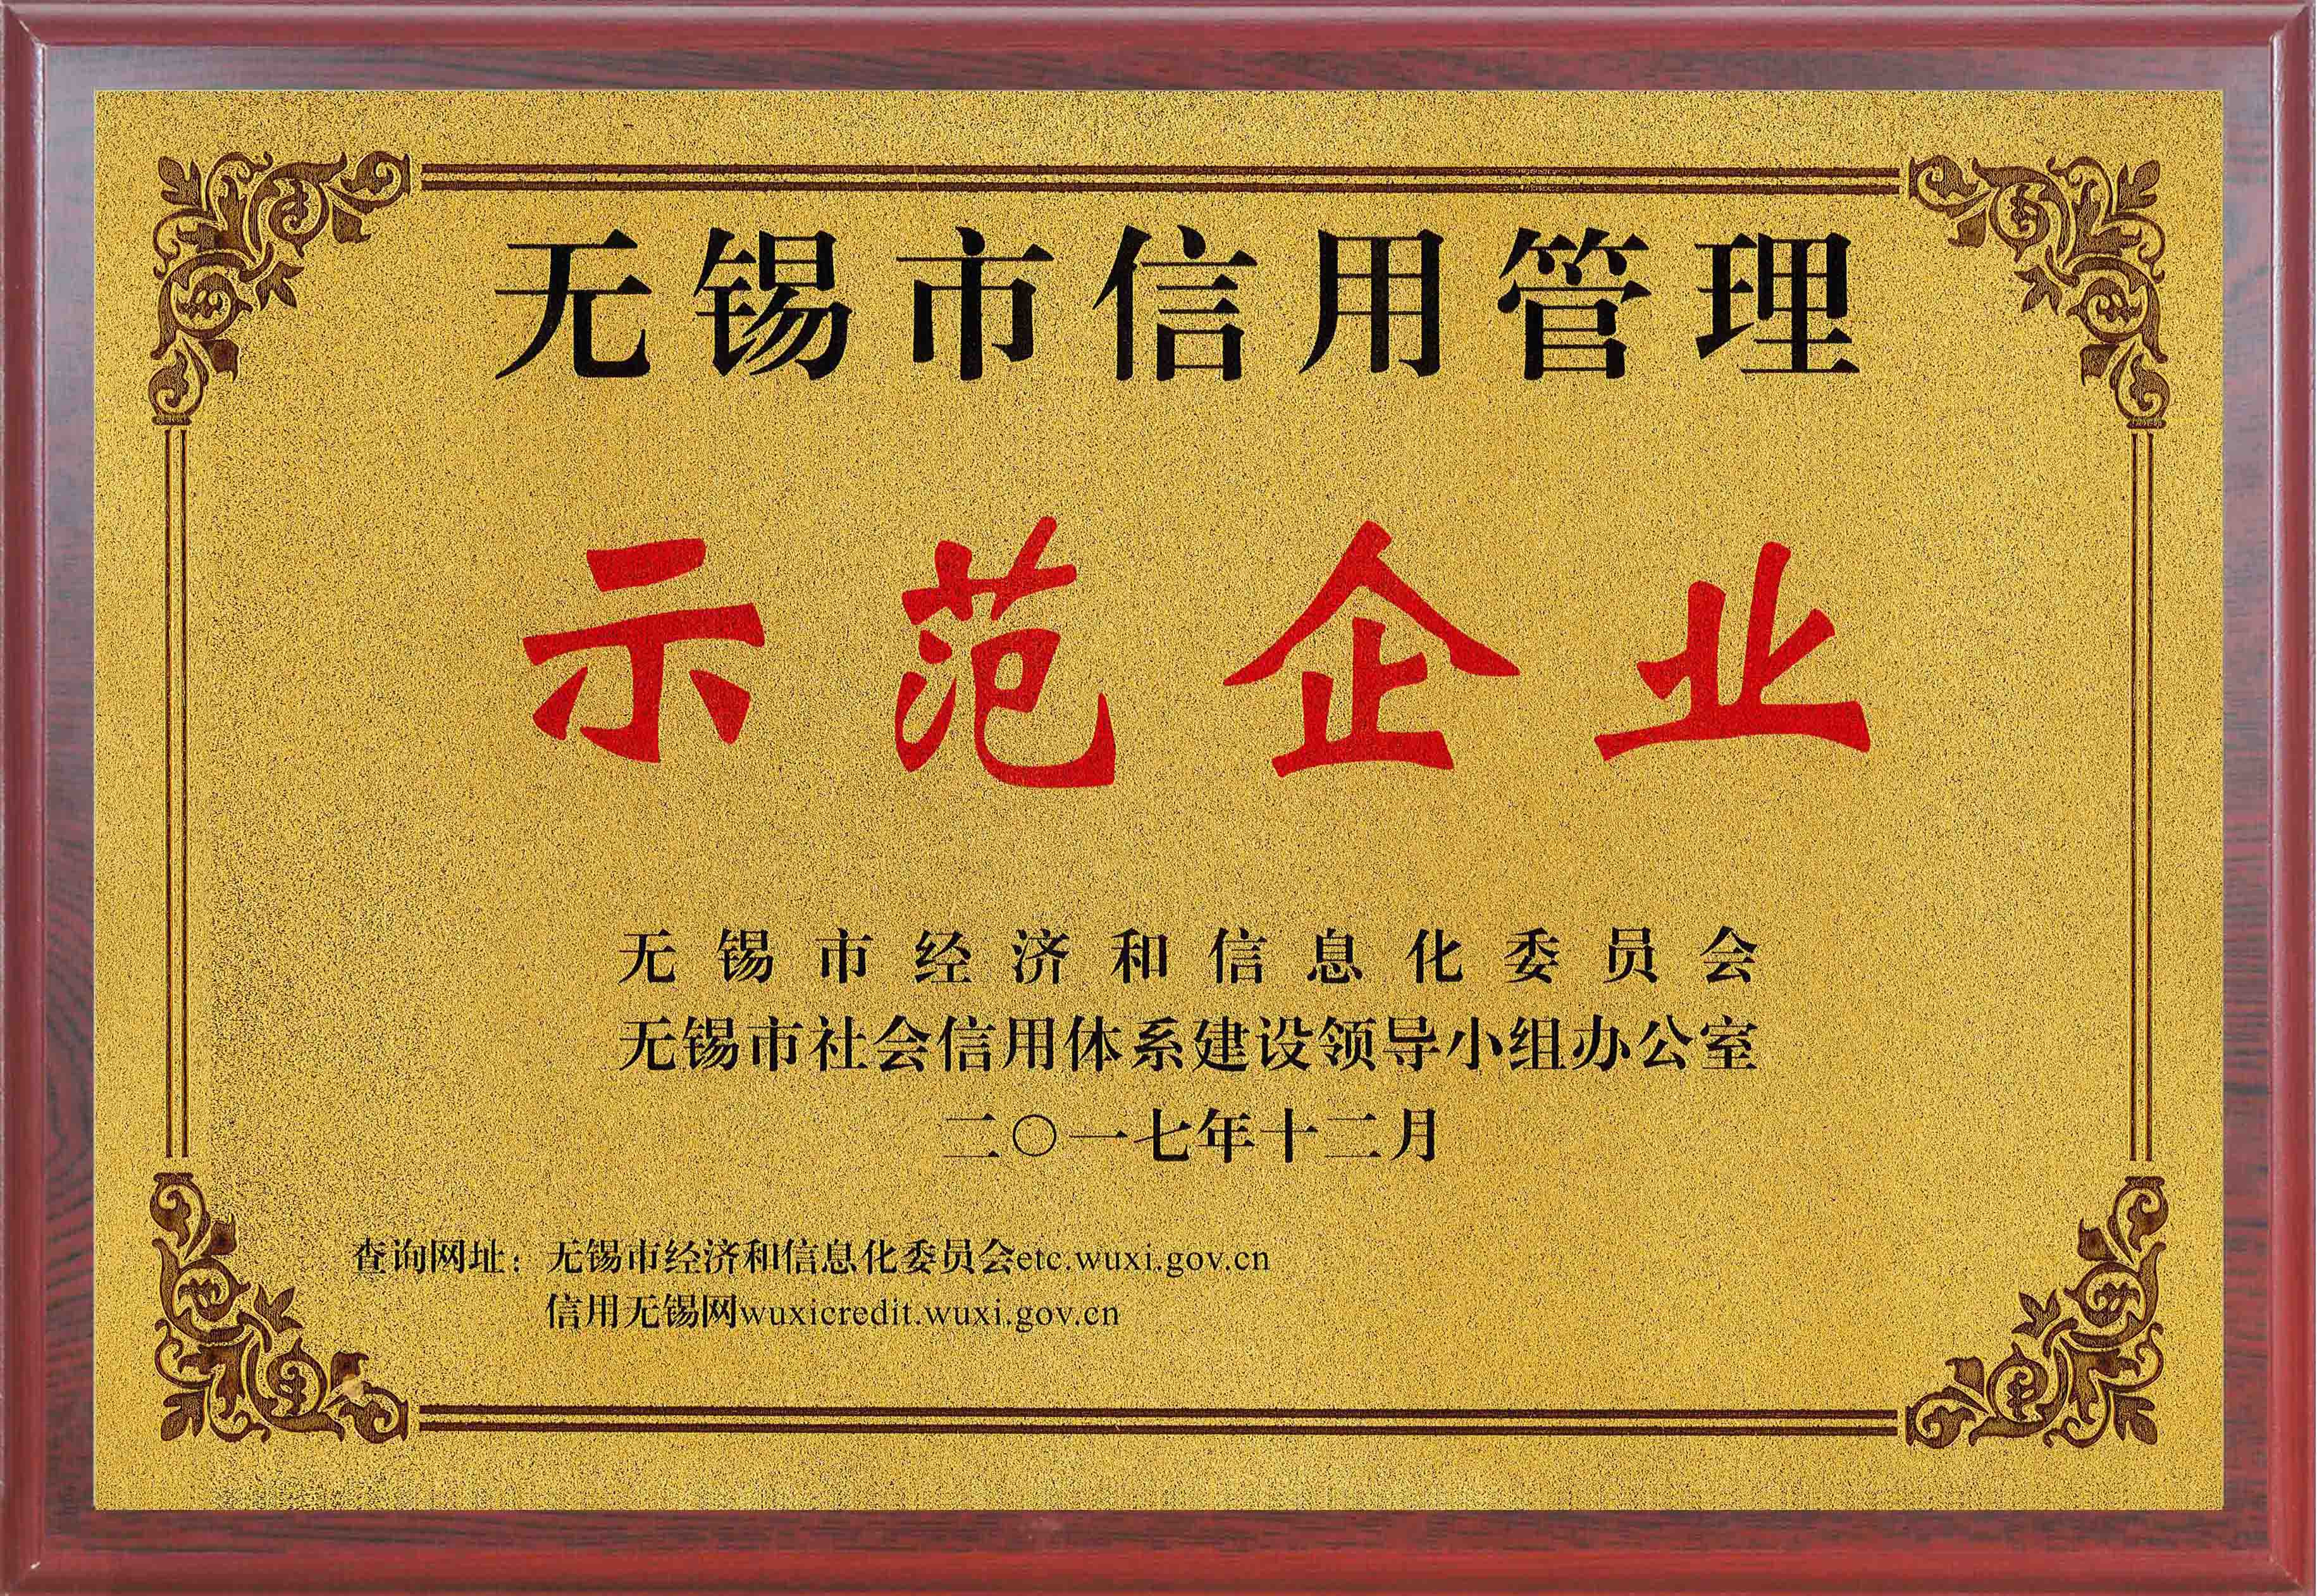 无锡市信用管理
示范企业
无锡市经济和信息化委员会
无锡市社会信用体系建设领导小组办公室
二〇一七年十二月
查询网址：无锡市经济和信息化委员会etc.wuxi.gov.cn
信用无锡网wuxicredit.wuxi.gov.cn